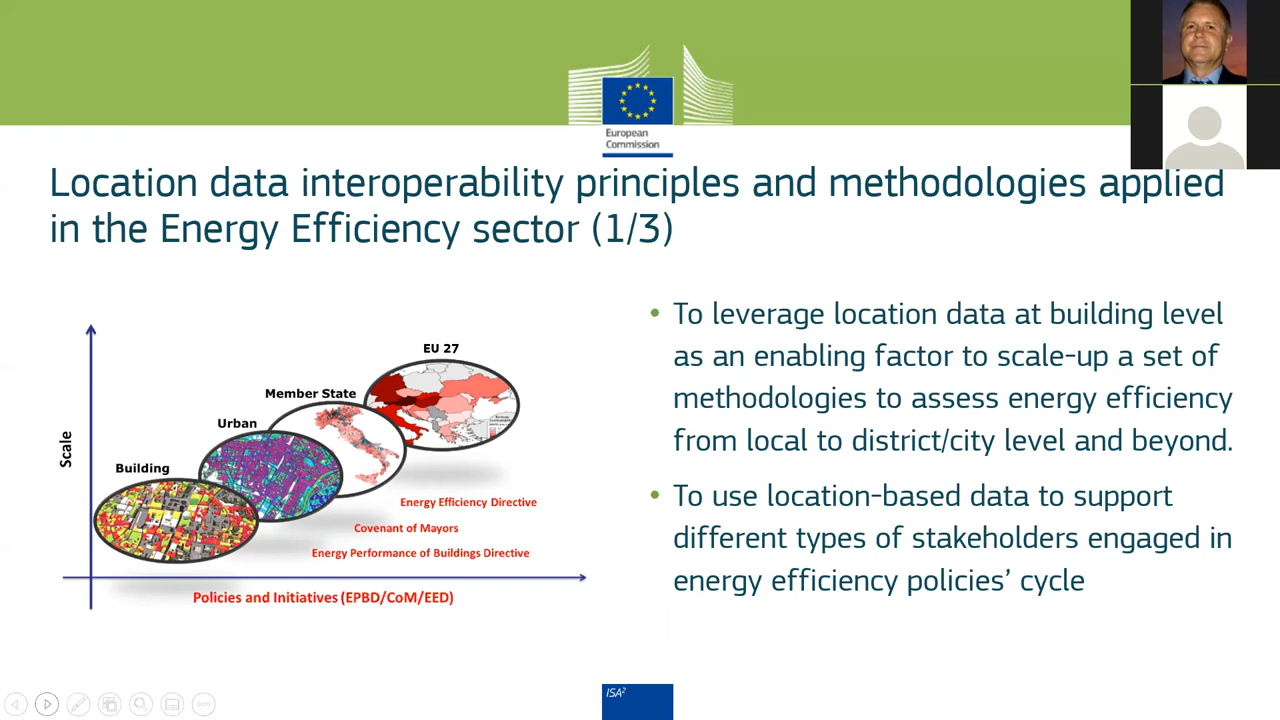 European
Commission
Location data interoperability principles and methodologies applied
in the Energy Efficiency sector (1/3)
Scale
EU 27
Member State
Urban
Building
Energy Efficiency Directive
Covenant of Mayors
Energy Performance of Buildings Directive
Policies and Initiatives (EPBD/CoM/EED)
• To leverage location data at building level
as an enabling factor to scale-up a set of
methodologies to assess energy efficiency
from local to district/city level and beyond.
• To use location-based data to support
different types of stakeholders engaged in
energy efficiency policies’ cycle
ISA²